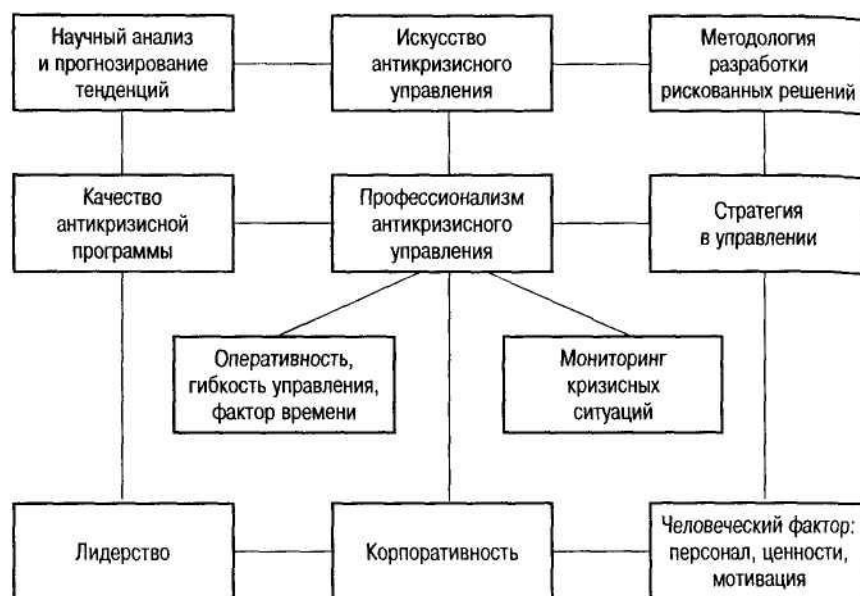 Научный анализ
и прогнозирование
тенденций
Искусство
антикризисного
управления
Методология
разработки
рискованных решений
Качество
антикризисной
программы
Профессионализм
антикризисного
управления
Стратегия
в управлении
Оперативность,
гибкость управления,
фактор времени
Мониторинг
кризисных
ситуаций
Лидерство
Корпоративность
Человеческий фактор:
персонал, ценности,
мотивация